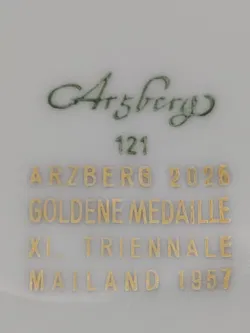 Arzberg
121
ARZBERG 2025
GOLDENE MEDAILLE
XI. TRIENNALE
MAILAND 1957